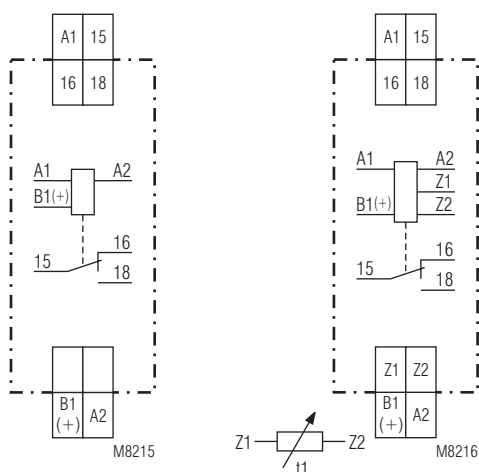 A1 15
16 18
A1 A2
B1(+)
15 16
18
B1 (+) A2
M8215
A1 15
16 18
A1 A2
Z1
B1(+) Z2
15 16
18
Z1 Z2
B1 (+) A2
M8216
Z1 Z2
t1